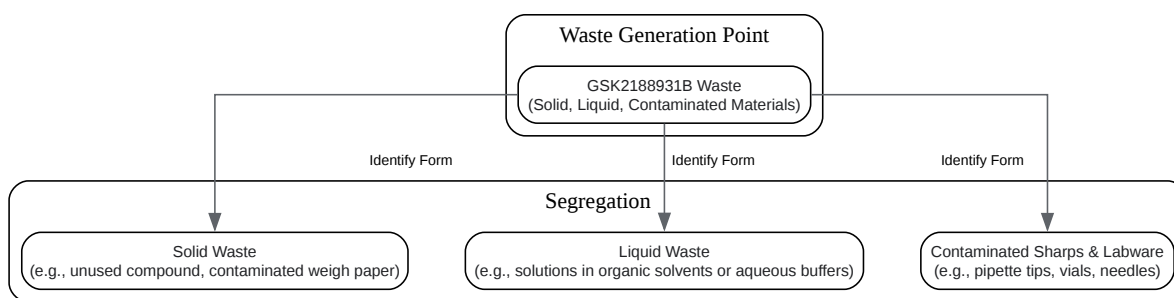 Waste Generation Point
GSK2188931B Waste
(Solid, Liquid, Contaminated Materials)
Identify Form
Identify Form
Identify Form
Segregation
Solid Waste
(e.g., unused compound, contaminated weigh paper)
Liquid Waste
(e.g., solutions in organic solvents or aqueous buffers)
Contaminated Sharps & Labware
(e.g., pipette tips, vials, needles)